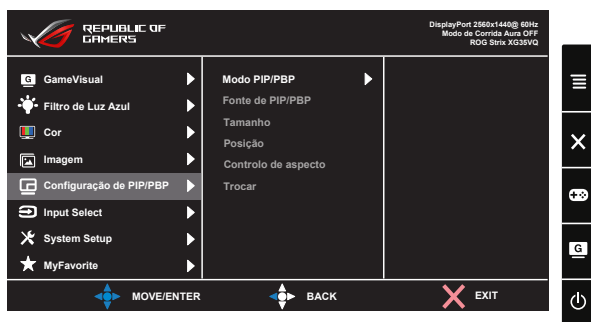 REPUBLIC OF
GAMERS
DisplayPort 2560x1440@ 60Hz
Modo de Corrida Aura OFF
ROG Strix XG35VQ
G GameVisual
Filtro de Luz Azul
Cor
Imagem
Configuração de PIP/PBP
Input Select
System Setup
MyFavorite
Modo PIP/PBP
Fonte de PIP/PBP
Tamanho
Posição
Controlo de aspecto
Trocar
MOVE/ENTER
BACK
EXIT
G